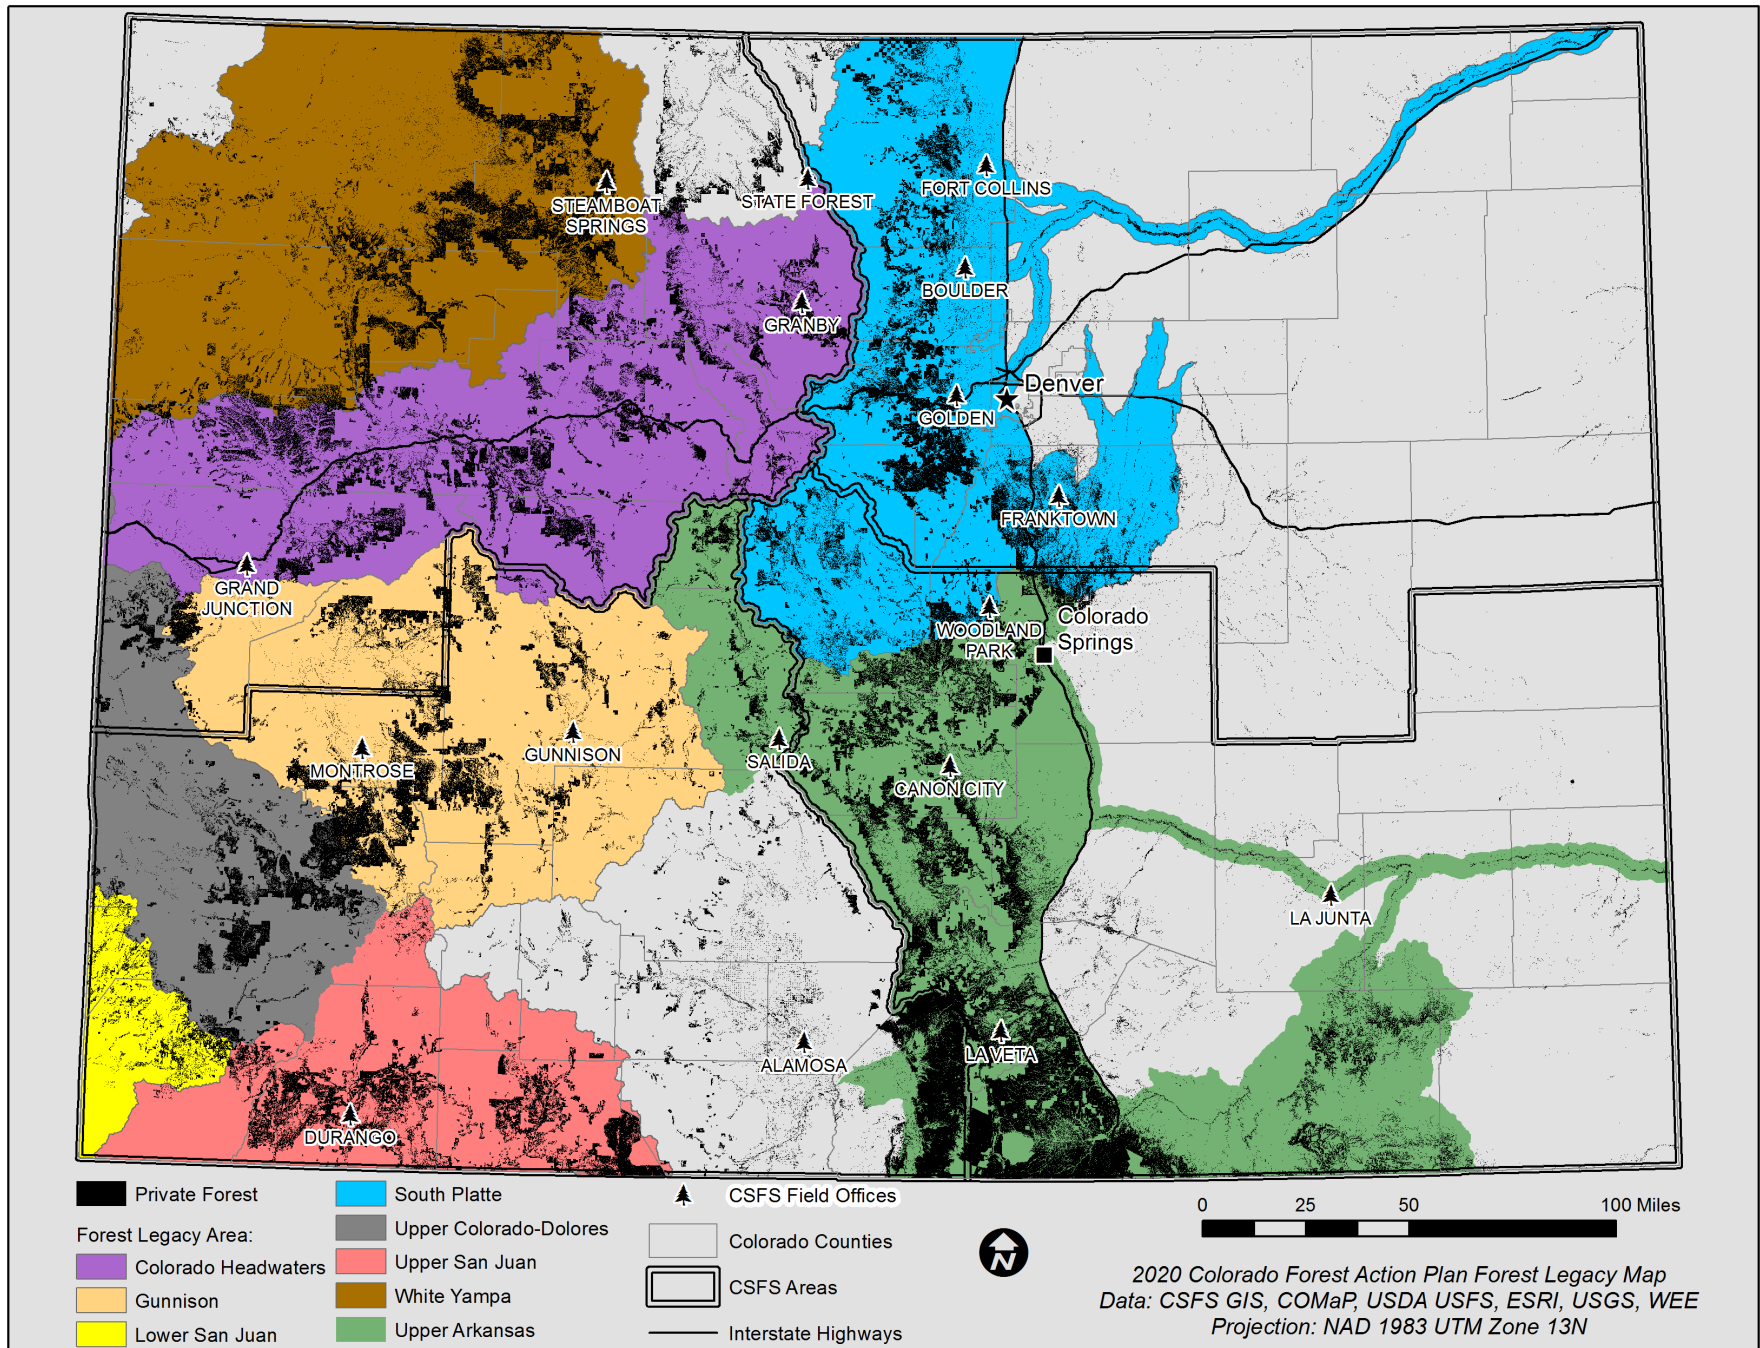 STEAMBOAT
SPRINGS
STATE FOREST
FORT COLLINS
BOULDER
GRANBY
Denver
GOLDEN
FRANKTOWN
GRAND
JUNCTION
WOODLAND
PARK
Colorado
Springs
MONTROSE
GUNNISON
SALIDA
CANON CITY
LA JUNTA
ALAMOSA
LA VETA
DURANGO
Private Forest
Forest Legacy Area:
Colorado Headwaters
Gunnison
Lower San Juan
South Platte
Upper Colorado-Dolores
Upper San Juan
White Yampa
Upper Arkansas
CSFS Field Offices
Colorado Counties
CSFS Areas
Interstate Highways
N
0 25 50 100 Miles
2020 Colorado Forest Action Plan Forest Legacy Map
Data: CSFS GIS, COMaP, USDA USFS, ESRI, USGS, WEE
Projection: NAD 1983 UTM Zone 13N